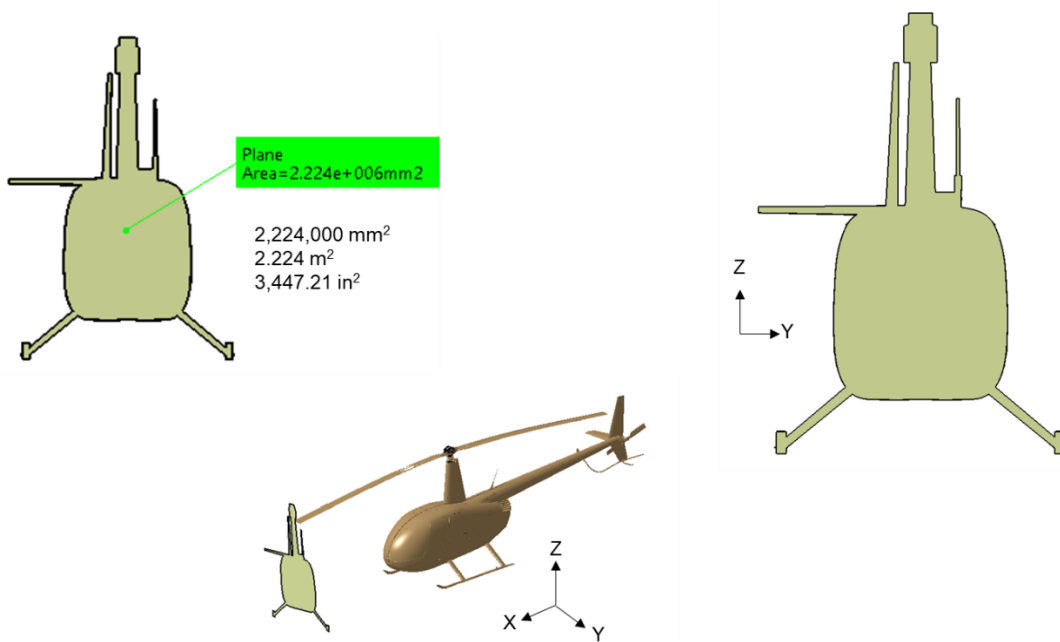 Plane
Area=2.224e+006mm2
2,224,000 mm²
2.224 m²
3,447.21 in²
Z
Y
Z
X
Y